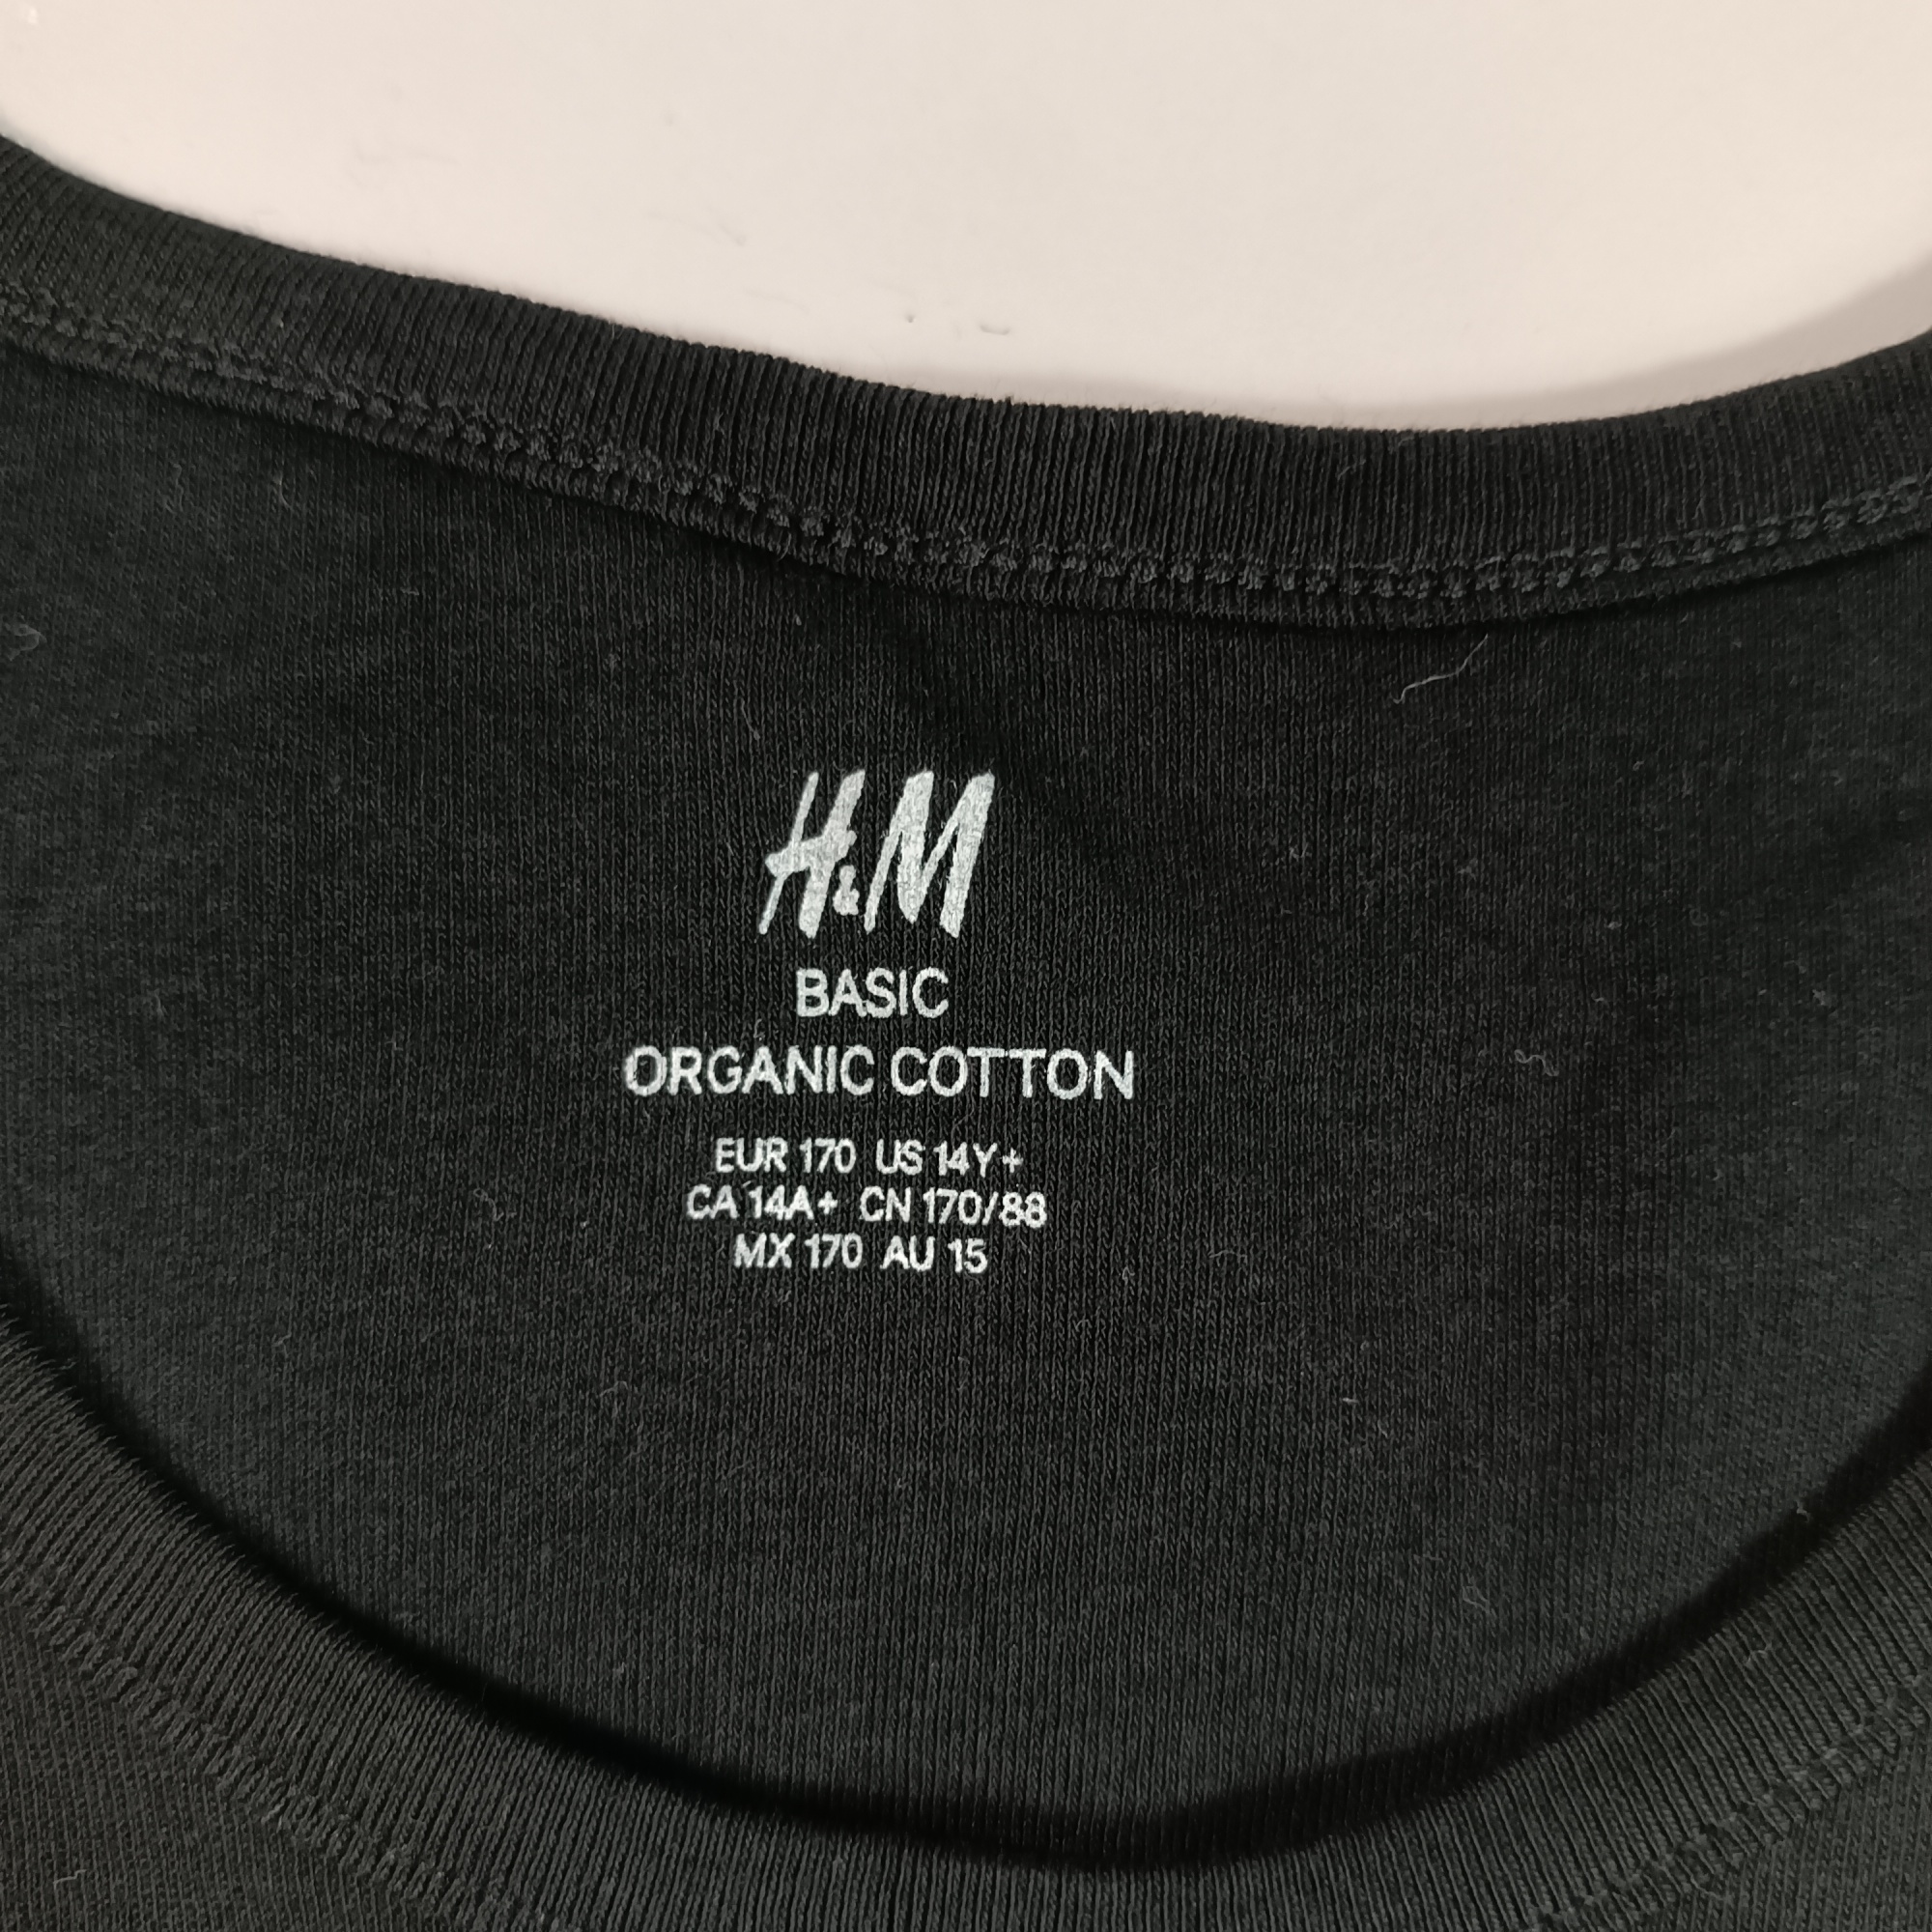 H&M
BASIC
ORGANIC COTTON
EUR 170 US 14Y+
CA 14A+ CN 170/88
MX 170 AU 15